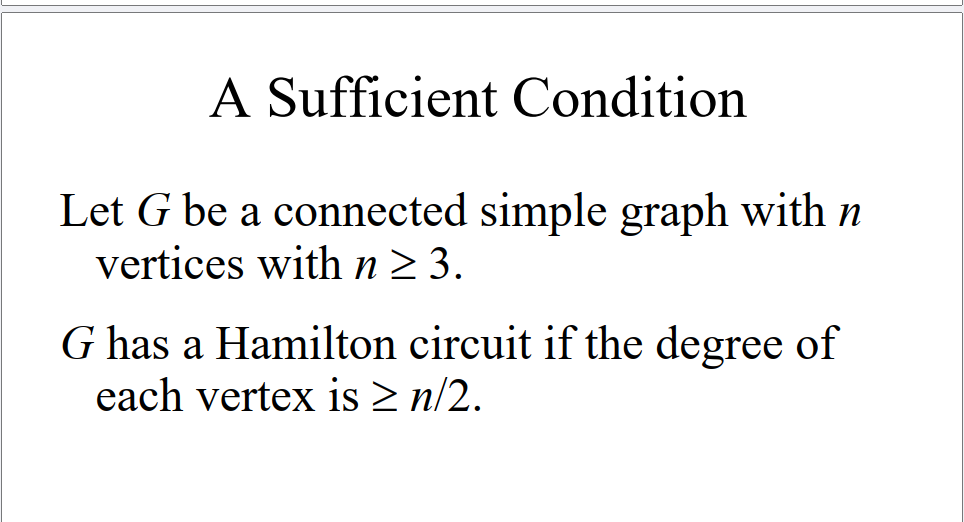 A Sufficient Condition
Let G be a connected simple graph with n
vertices with n ≥ 3.
G has a Hamilton circuit if the degree of
each vertex is ≥ n/2.